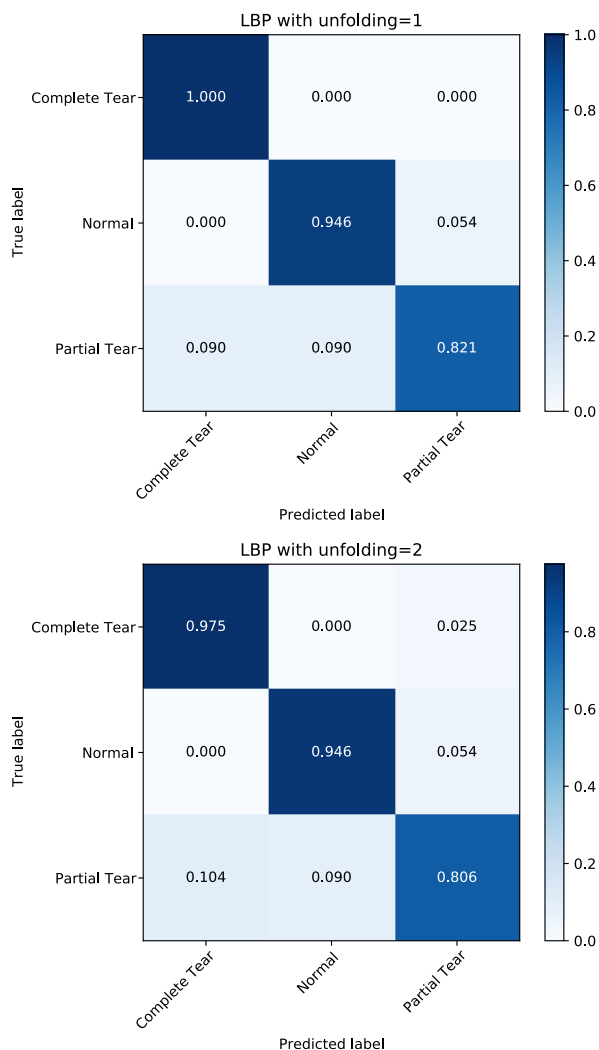 LBP with unfolding=1
True label
Complete Tear
1.000 0.000 0.000
Normal
0.000 0.946 0.054
Partial Tear
0.090 0.090 0.821
Complete Tear
Normal
Partial Tear
Predicted label
1.0
0.8
0.6
0.4
0.2
0.0
LBP with unfolding=2
True label
Complete Tear
0.975 0.000 0.025
Normal
0.000 0.946 0.054
Partial Tear
0.104 0.090 0.806
Complete Tear
Normal
Partial Tear
Predicted label
0.8
0.6
0.4
0.2
0.0